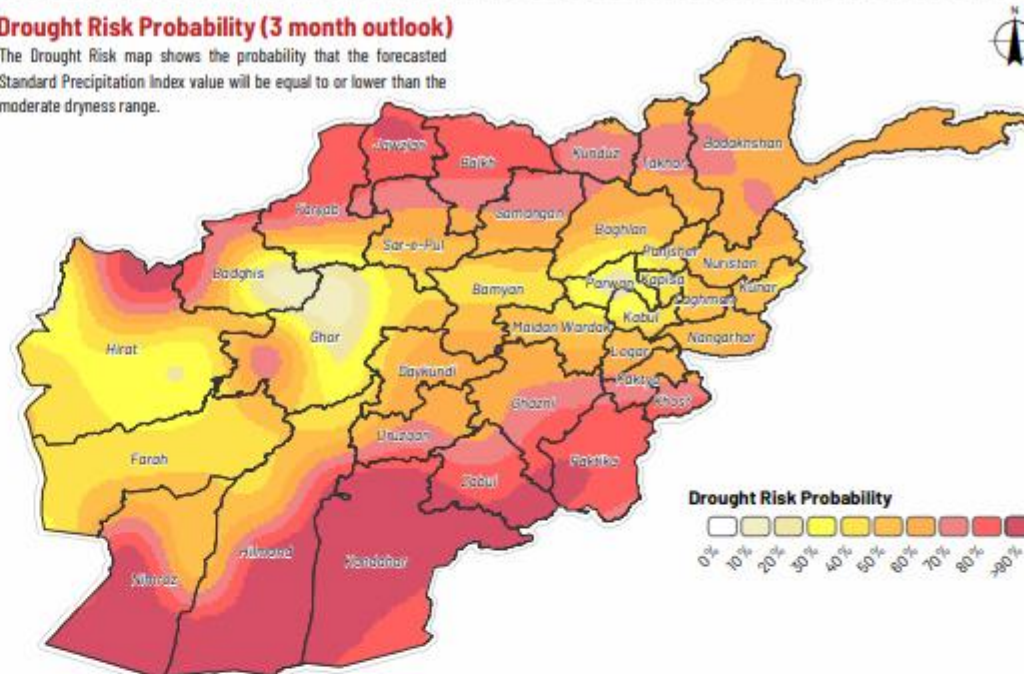 Drought Risk Probability (3 month outlook)
The Drought Risk map shows the probability that the forecasted
Standard Precipitation Index value will be equal to or lower than the
moderate dryness range.
N
Jawzjan
Balkh
Kunduz
Takhar
Badakhshan
Faryab
Samangan
Baghlan
Sar-e-Pul
Panjsher
Nuristan
Badghis
Bamyan
Parwan
Kapisa
Kunar
Laghman
Kabul
Ghor
Maidan Wardak
Nangarhar
Hirat
Logar
Daykundi
Paktya
Khost
Ghazni
Uruzgan
Farah
Paktika
Zabul
Hilmand
Kandahar
Nimroz
Drought Risk Probability
0% 10% 20% 30% 40% 50% 60% 70% 80% >90%